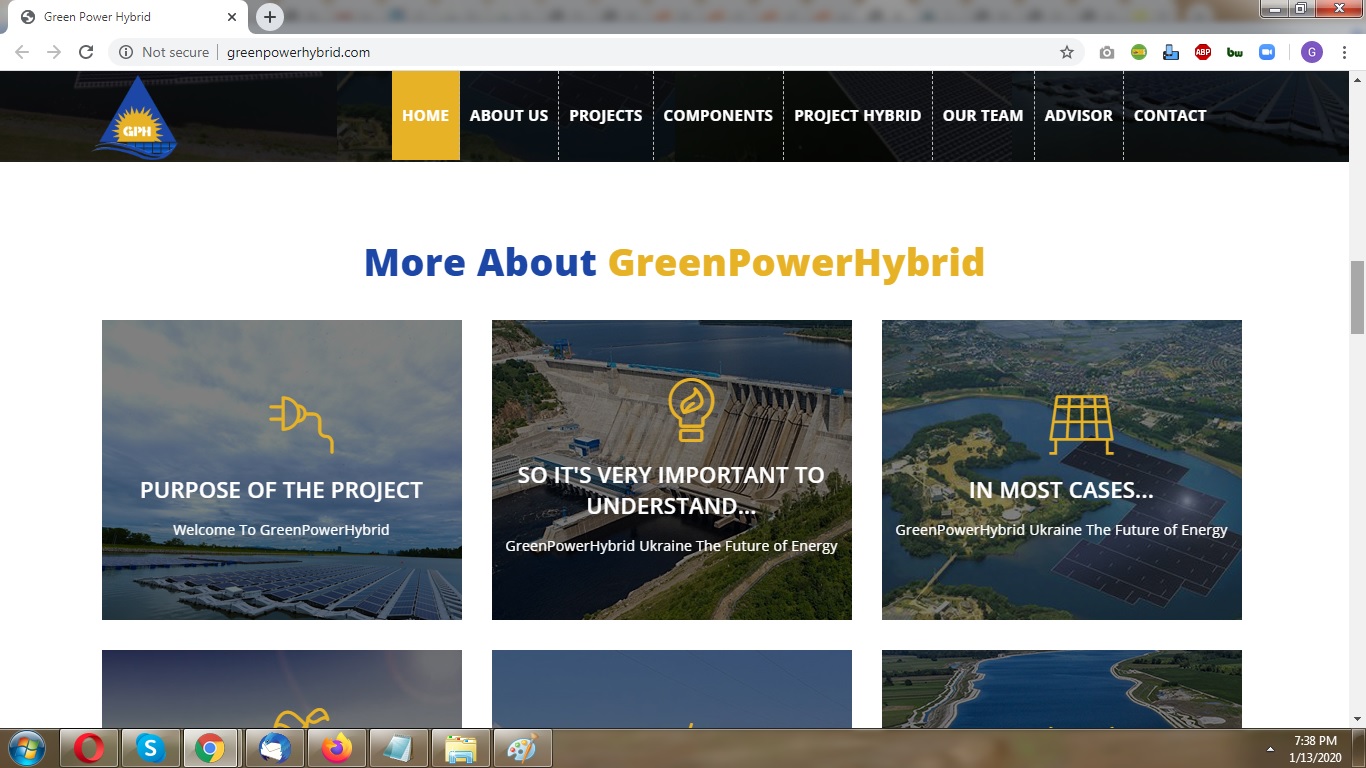 Green Power Hybrid
Not secure
greenpowerhybrid.com
ABP
bw
G
GPH
HOME
ABOUT US
PROJECTS
COMPONENTS
PROJECT HYBRID
OUR TEAM
ADVISOR
CONTACT
More About GreenPowerHybrid
PURPOSE OF THE PROJECT
Welcome To GreenPowerHybrid
SO IT'S VERY IMPORTANT TO
UNDERSTAND...
GreenPowerHybrid Ukraine The Future of Energy
IN MOST CASES...
GreenPowerHybrid Ukraine The Future of Energy
7:38 PM
1/13/2020